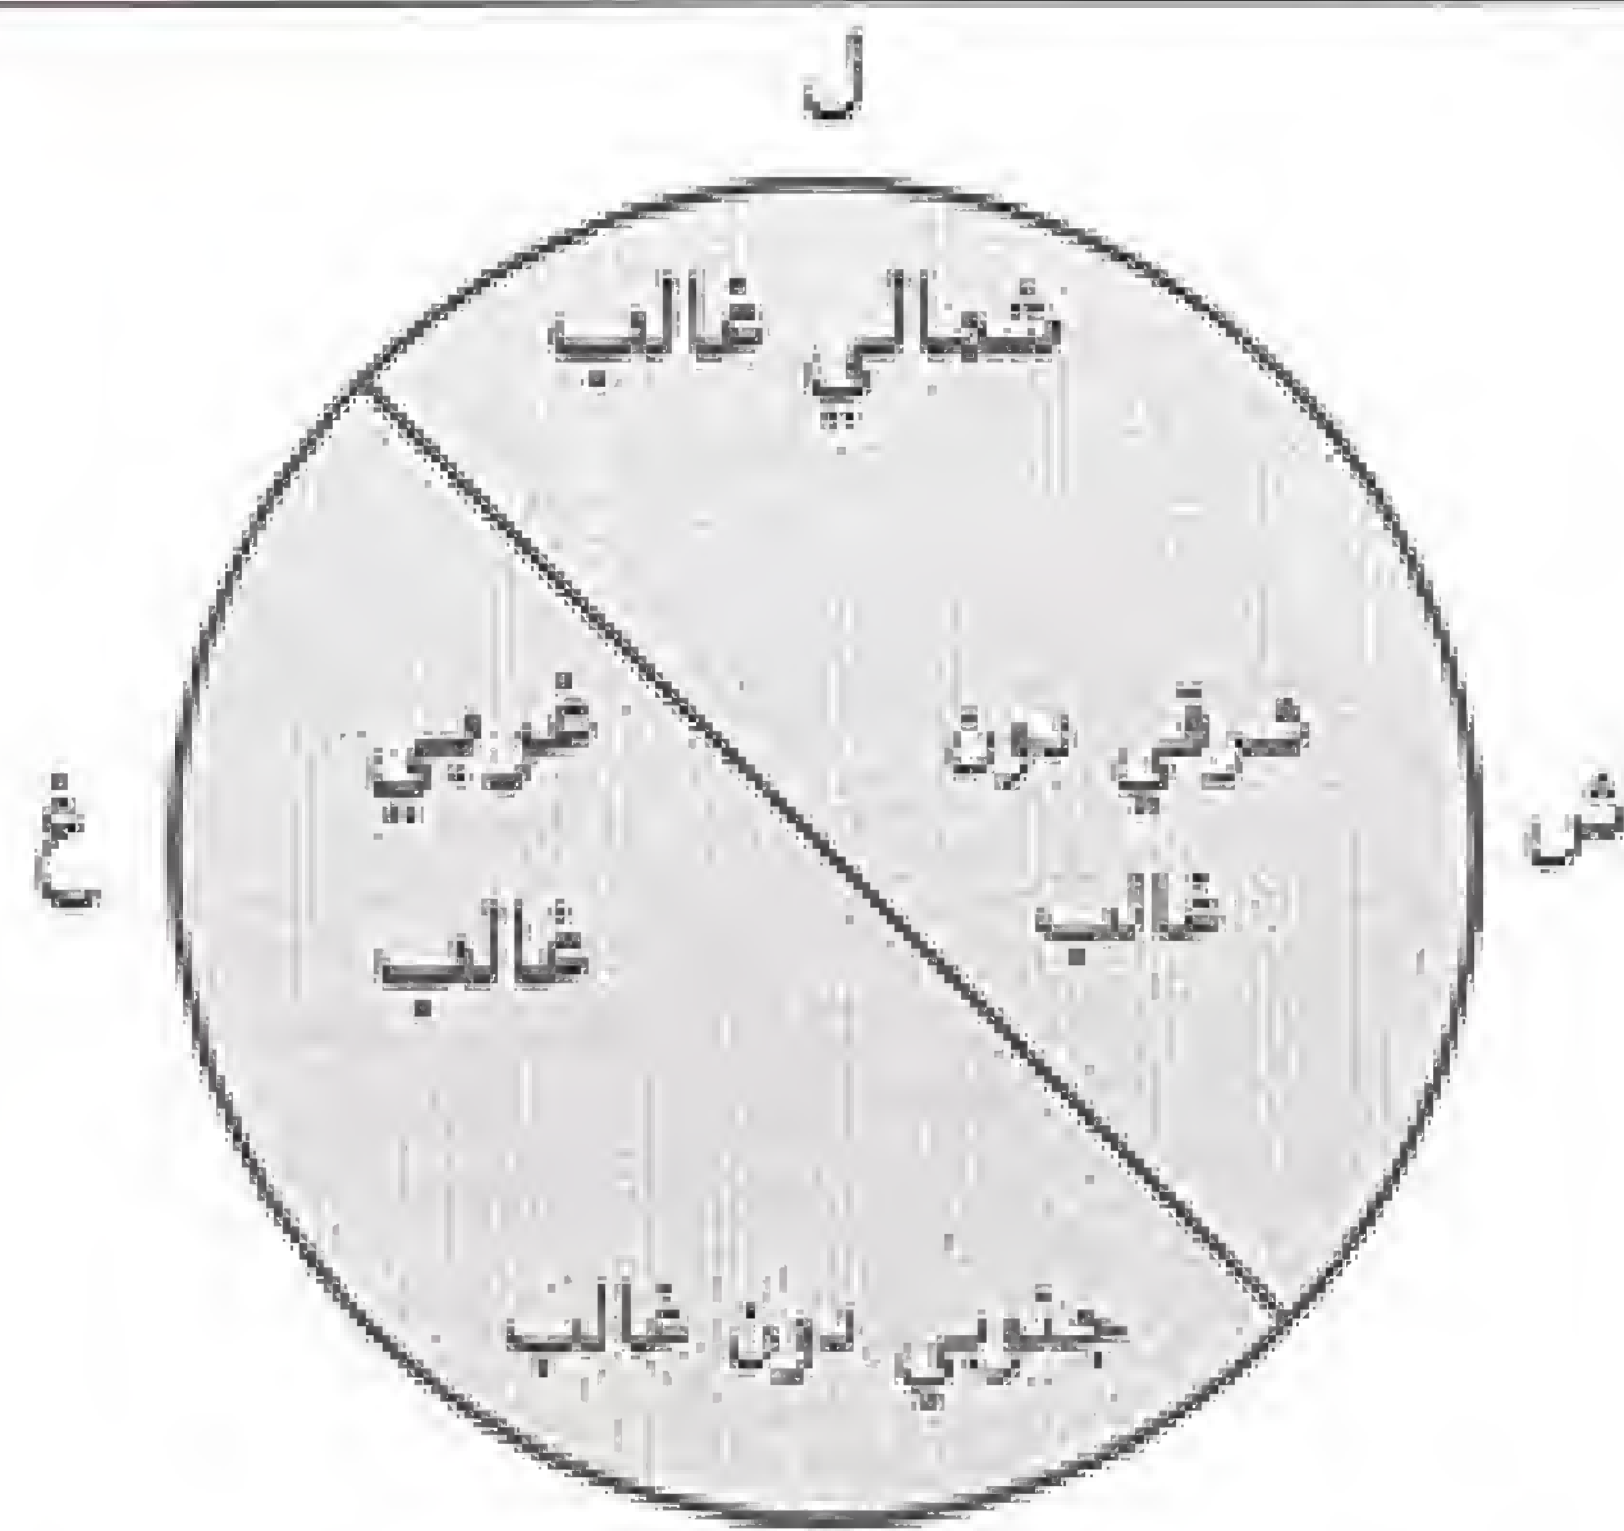 ل
شمالي غالب
غربي
غالب
شرقي دون
غالب
غ
ش
جنوبي دون غالب